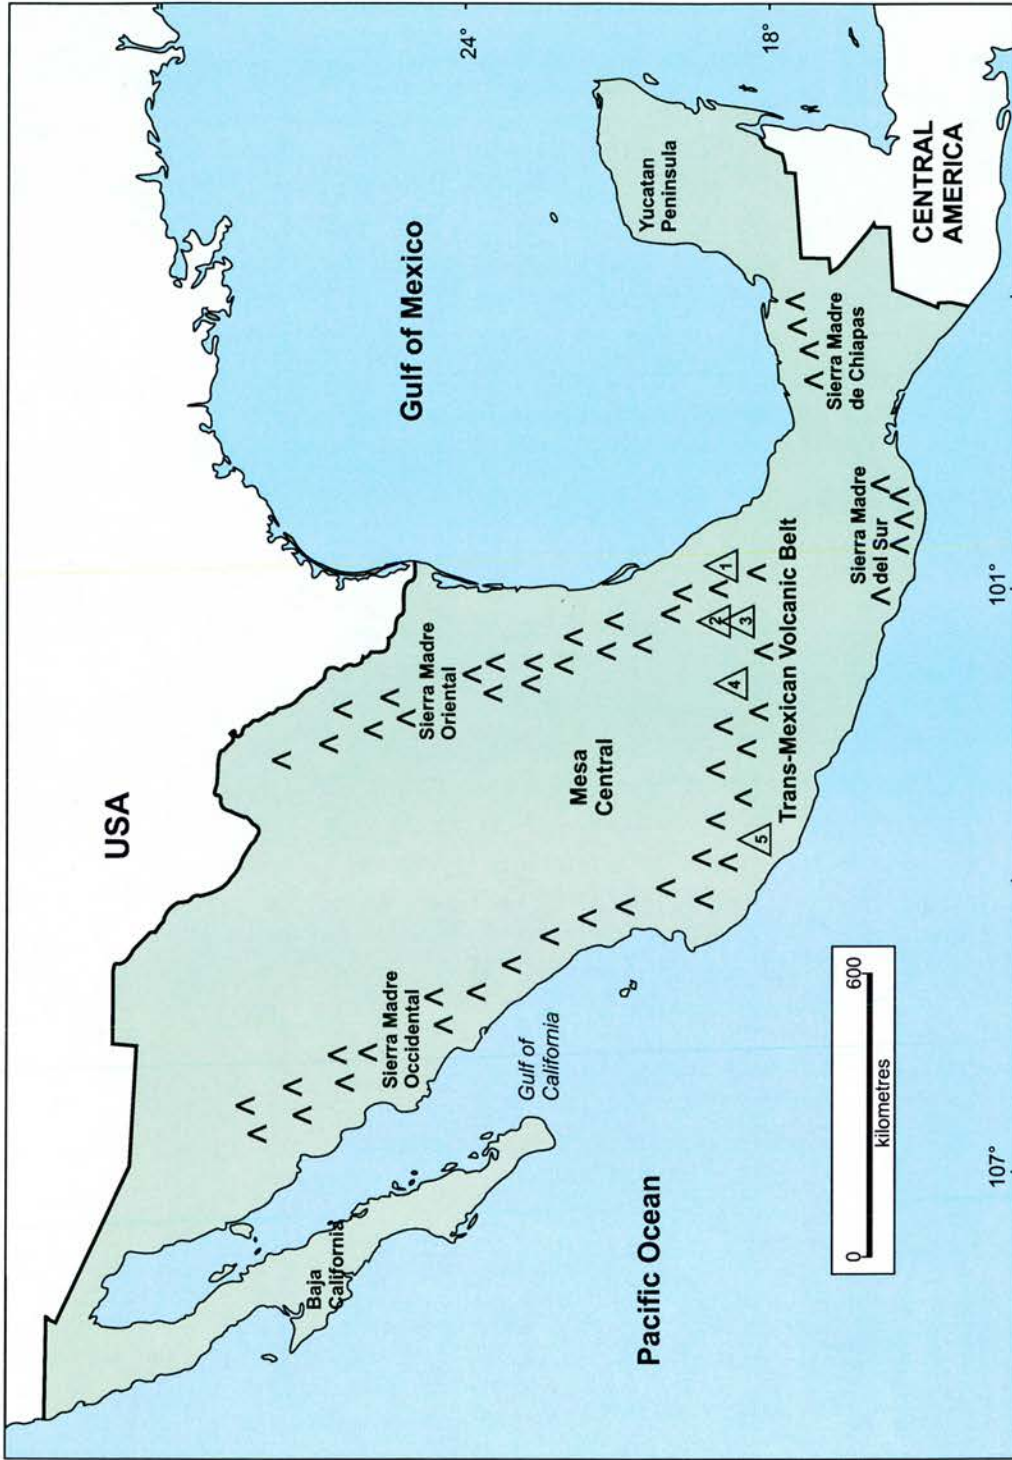 USA
24°
Gulf of Mexico
Sierra Madre
Oriental
Sierra Madre
Occidental
Yucatan
Peninsula
18°
Mesa
Central
Baja
California
Gulf of
California
1
2
3
4
5
Trans-Mexican Volcanic Belt
Sierra Madre
de Chiapas
Sierra Madre
del Sur
CENTRAL
AMERICA
Pacific Ocean
0
600
kilometres
107°
101°